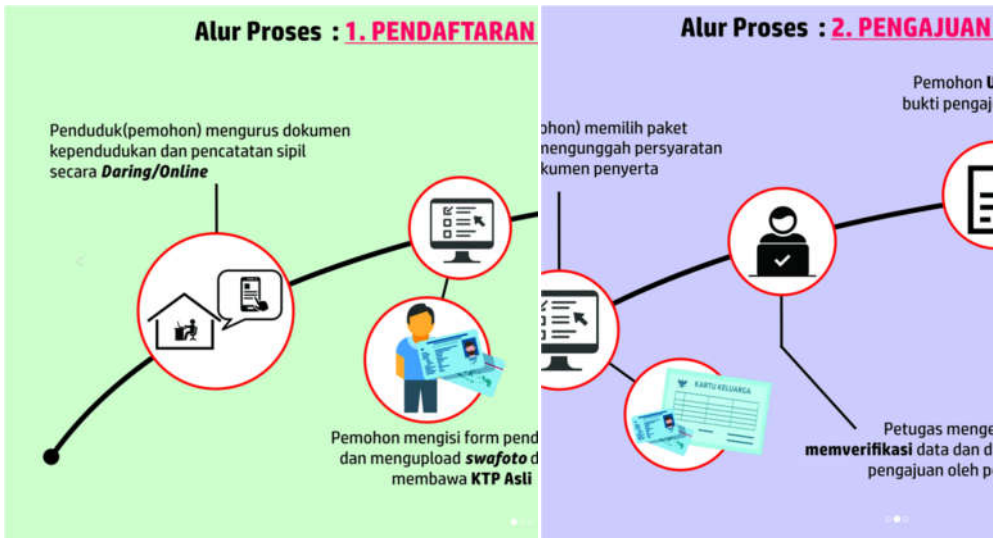 Alur Proses : 1. PENDAFTARAN
Penduduk(pemohon) mengurus dokumen
kependudukan dan pencatatan sipil
secara Daring/Online
Pemohon mengisi form pend
dan mengupload swafoto d
membawa KTP Asli
Alur Proses : 2. PENGAJUAN
Pemohon U
bukti pengaj
ohon) memilih paket
mengunggah persyaratan
kumen penyerta
KARTU KELUARGA
Petugas menge
memverifikasi data dan d
pengajuan oleh p